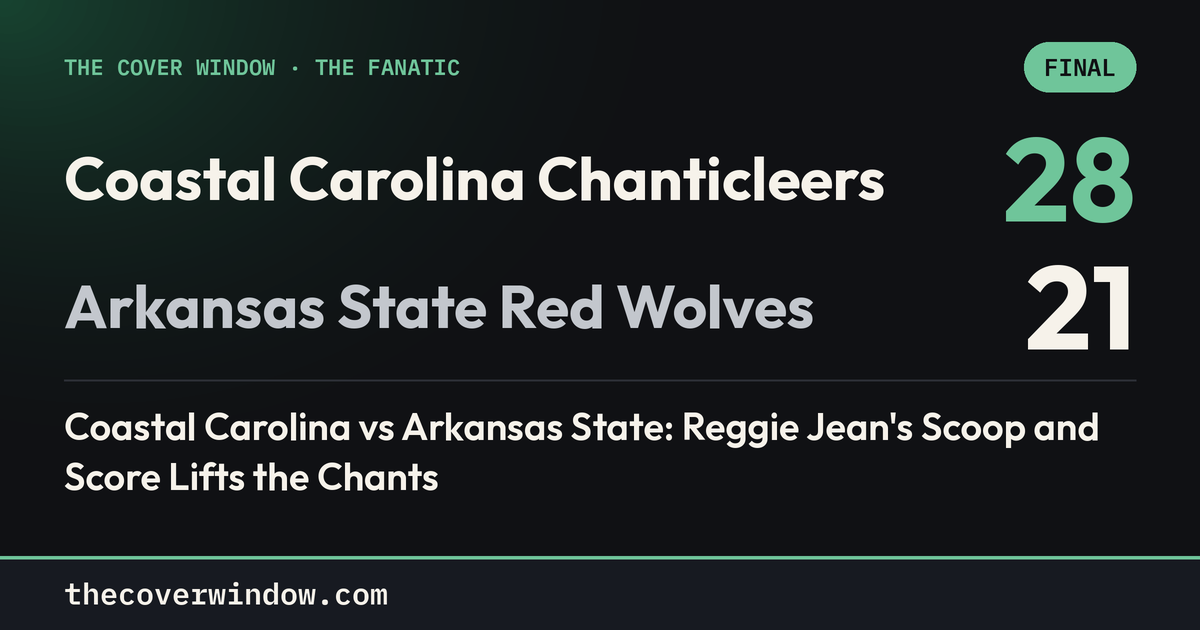 THE COVER WINDOW · THE FANATIC
FINAL
Coastal Carolina Chanticleers
28
Arkansas State Red Wolves
21
Coastal Carolina vs Arkansas State: Reggie Jean's Scoop and
Score Lifts the Chants
thecoverwindow.com